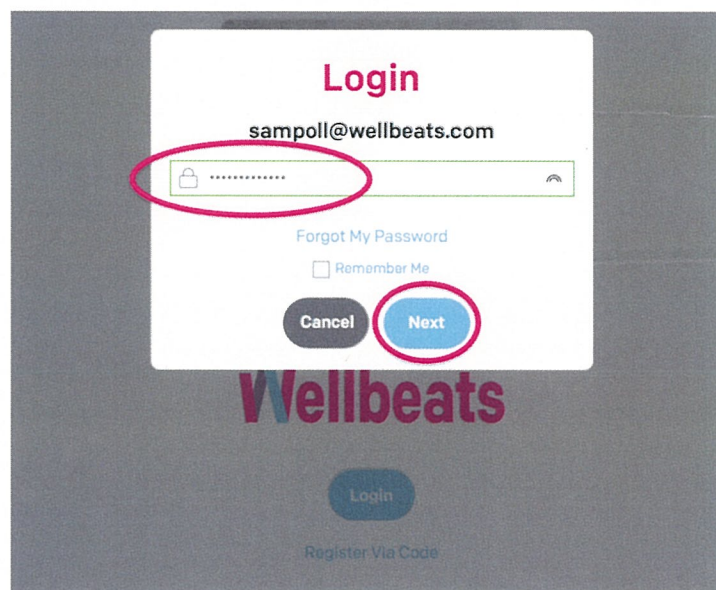 Login
sampoll@wellbeats.com
Forgot My Password
Remember Me
Cancel Next
Wellbeats
Login
Register Via Code